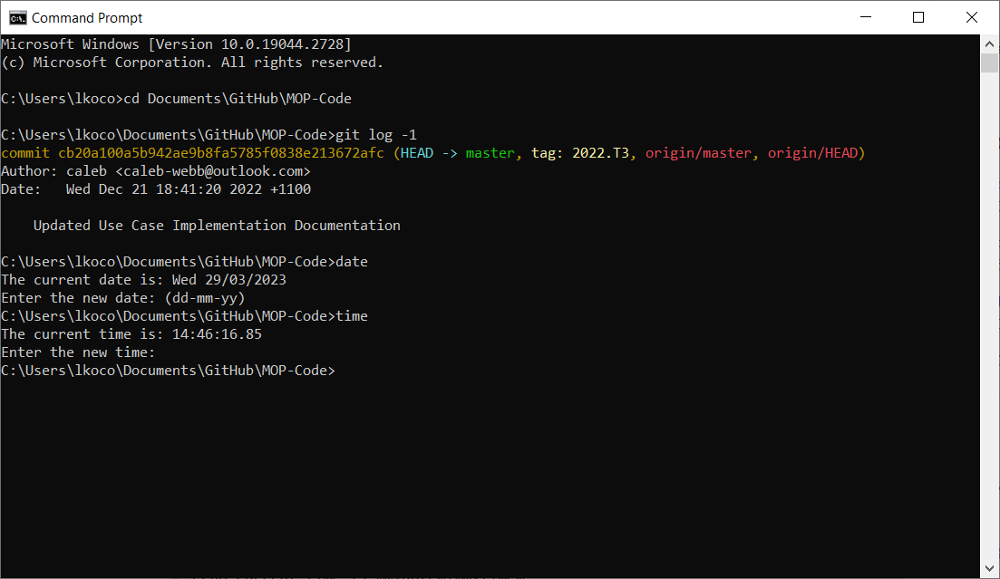 Command Prompt
Microsoft Windows [Version 10.0.19044.2728]
(c) Microsoft Corporation. All rights reserved.
C:\Users\lkoco>cd Documents\GitHub\MOP-Code
C:\Users\lkoco\Documents\GitHub\MOP-Code>git log -1
commit cb20a100a5b942ae9b8fa5785f0838e213672afc (HEAD -> master, tag: 2022.T3, origin/master, origin/HEAD)
Author: caleb <caleb-webb@outlook.com>
Date:   Wed Dec 21 18:41:20 2022 +1100
    Updated Use Case Implementation Documentation
C:\Users\lkoco\Documents\GitHub\MOP-Code>date
The current date is: Wed 29/03/2023
Enter the new date: (dd-mm-yy)
C:\Users\lkoco\Documents\GitHub\MOP-Code>time
The current time is: 14:46:16.85
Enter the new time:
C:\Users\lkoco\Documents\GitHub\MOP-Code>